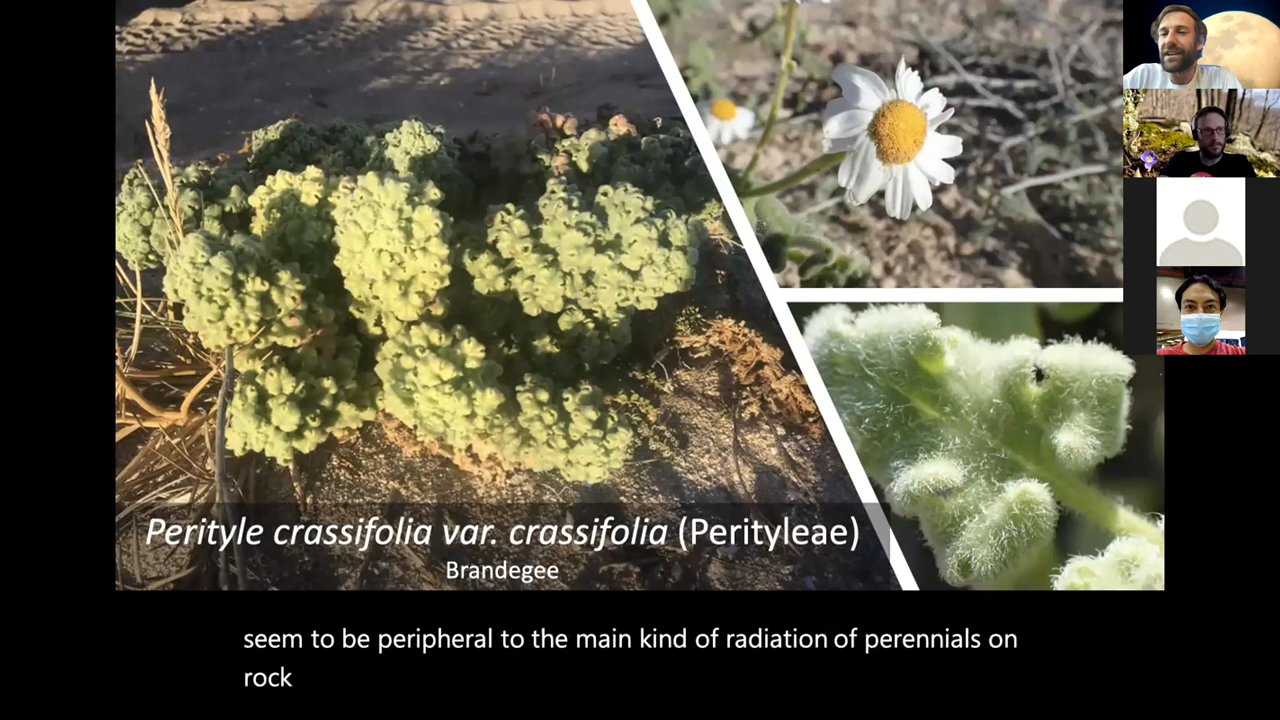 Perityle crassifolia var. crassifolia (Perityleae)
Brandegee
seem to be peripheral to the main kind of radiation of perennials on
rock